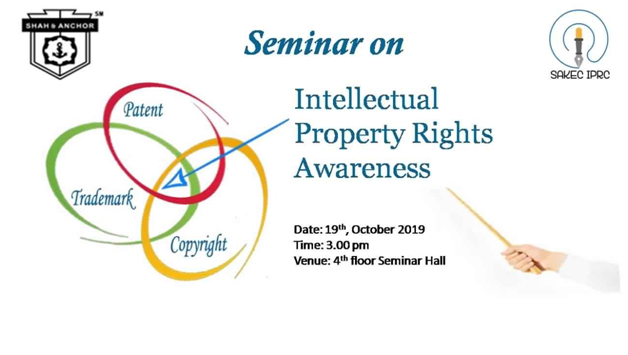 SHAH & ANCHOR
SM
Seminar on
SAKEC IPRC
Patent
Trademark
Copyright
Intellectual
Property Rights
Awareness
Date: 19th, October 2019
Time: 3.00 pm
Venue: 4th floor Seminar Hall